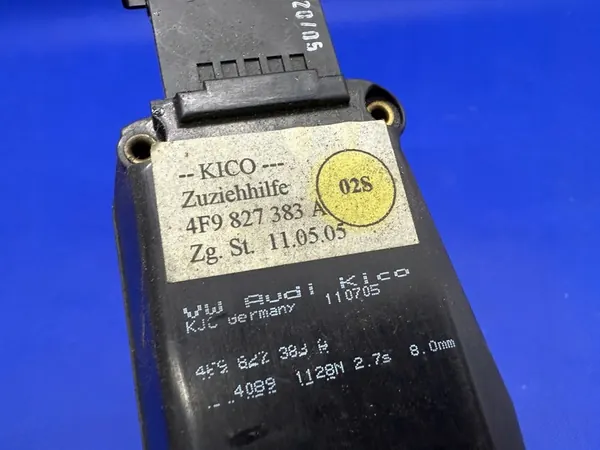 20/05
-- KICO ---
Zuziehhilfe
02S
4F9 827 383 A
Zg. St. 11.05.05
VW Audi Kico
KJC Germany 110705
4F9 827 383 A
4089 1128N 2.7s 8.0mm